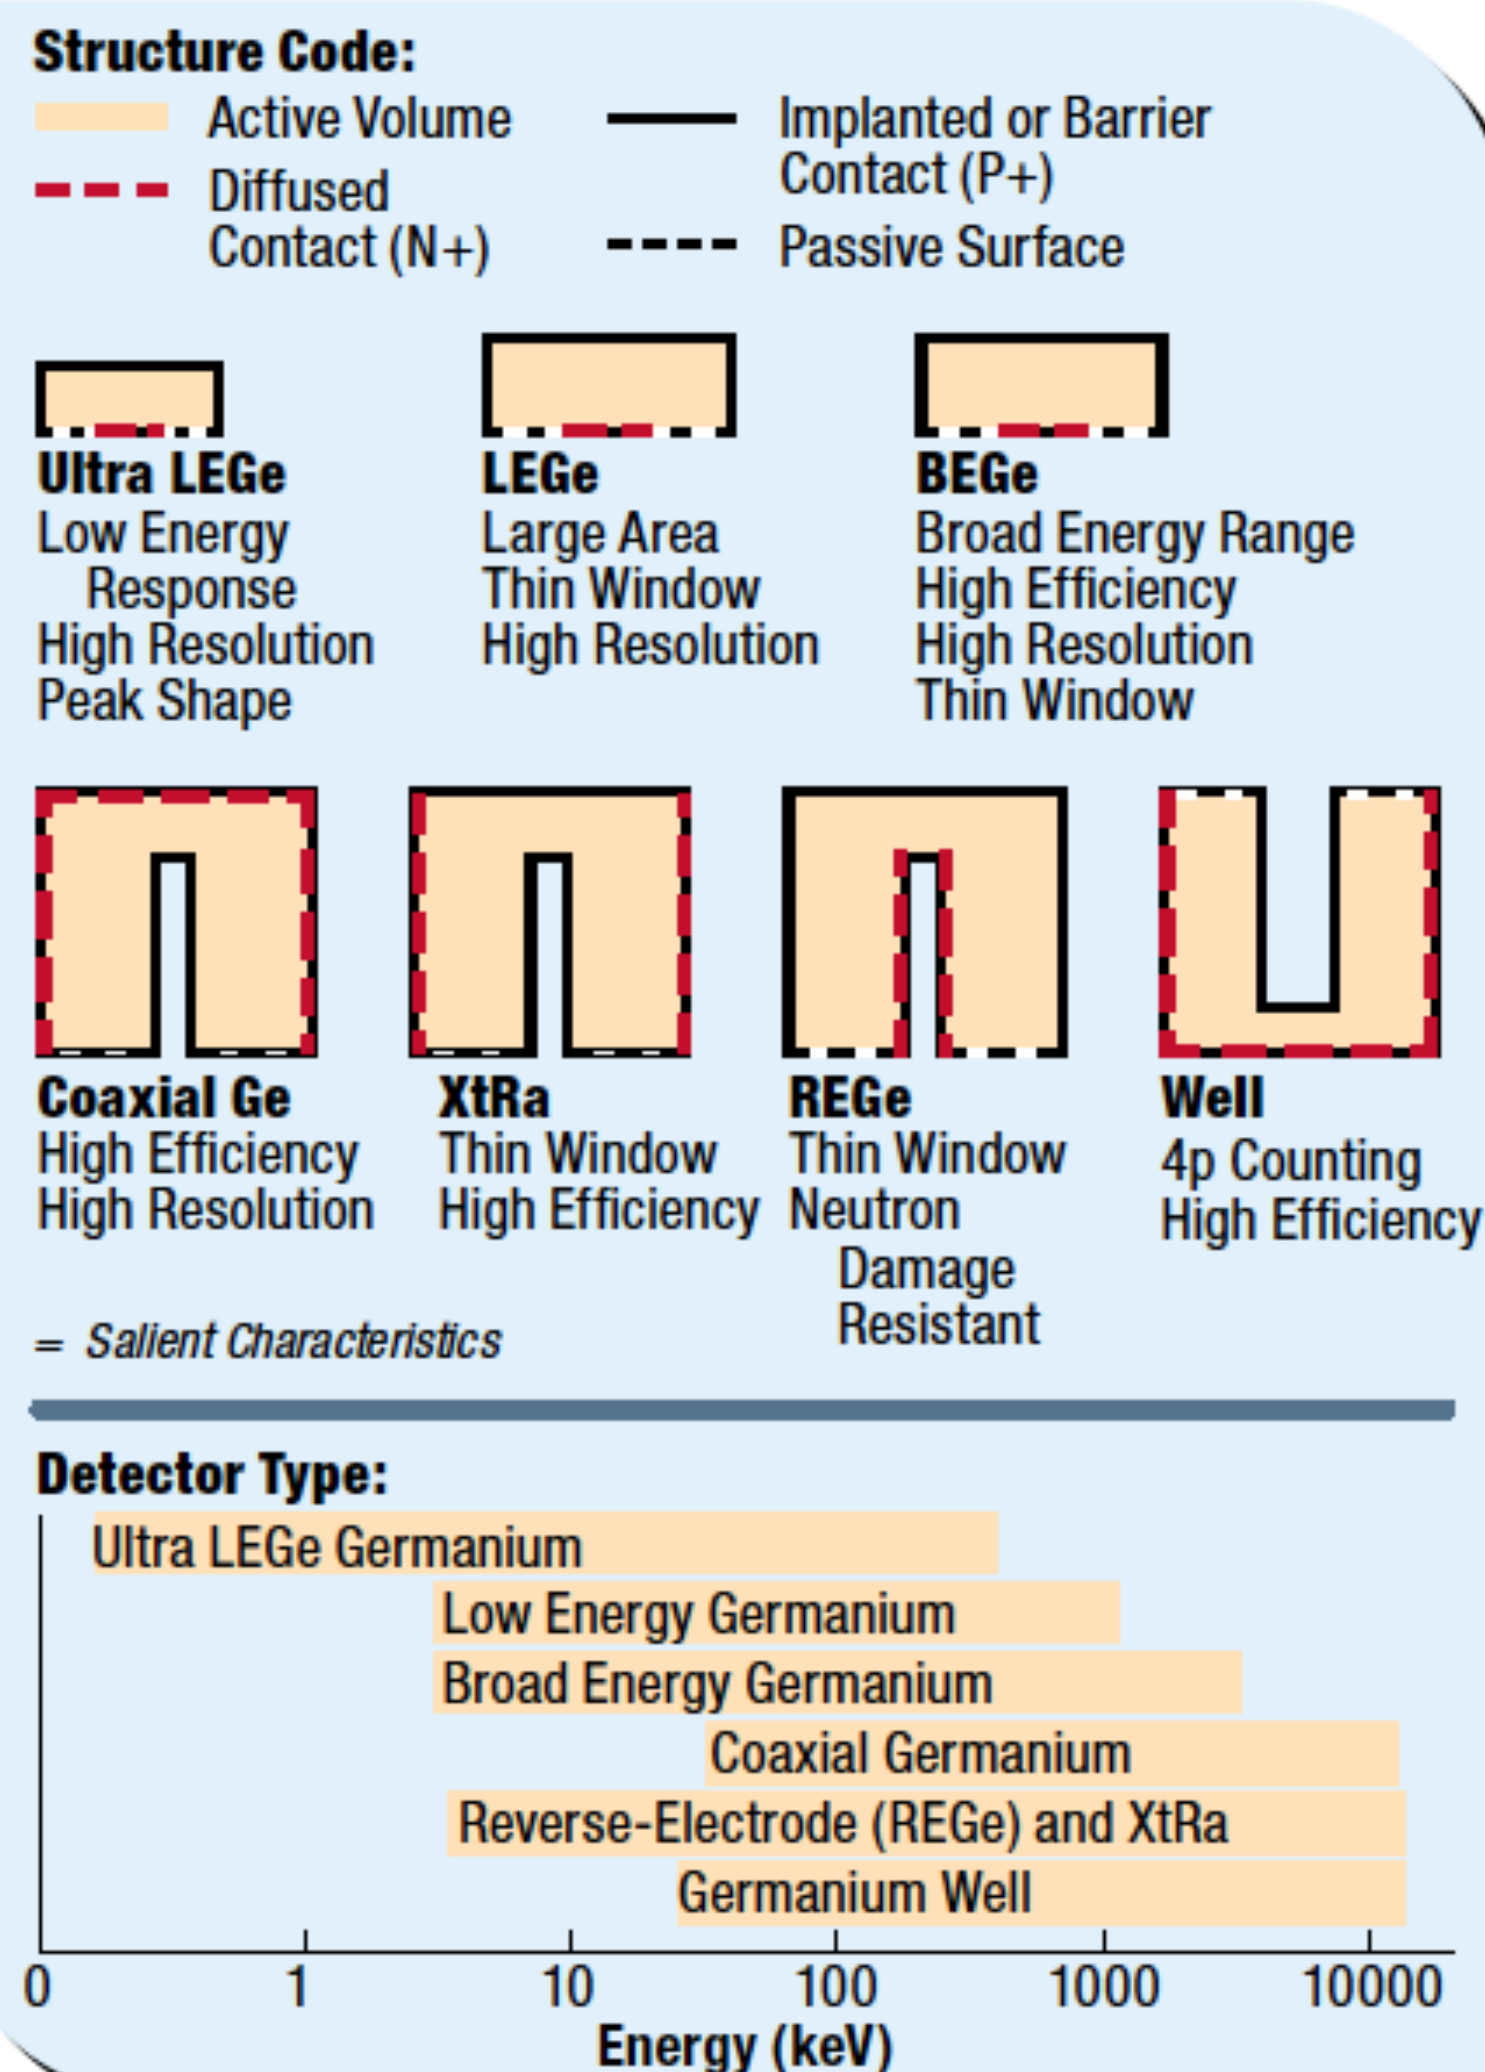 Structure Code:
Active Volume
Diffused
Contact (N+)
Implanted or Barrier
Contact (P+)
Passive Surface
Ultra LEGe
Low Energy
Response
High Resolution
Peak Shape
LEGe
Large Area
Thin Window
High Resolution
BEGe
Broad Energy Range
High Efficiency
High Resolution
Thin Window
Coaxial Ge
High Efficiency
High Resolution
XtRa
Thin Window
High Efficiency
REGe
Thin Window
Neutron
Damage
Resistant
Well
4p Counting
High Efficiency
= Salient Characteristics
Detector Type:
Ultra LEGe Germanium
Low Energy Germanium
Broad Energy Germanium
Coaxial Germanium
Reverse-Electrode (REGe) and XtRa
Germanium Well
0 1 10 100 1000 10000
Energy (keV)